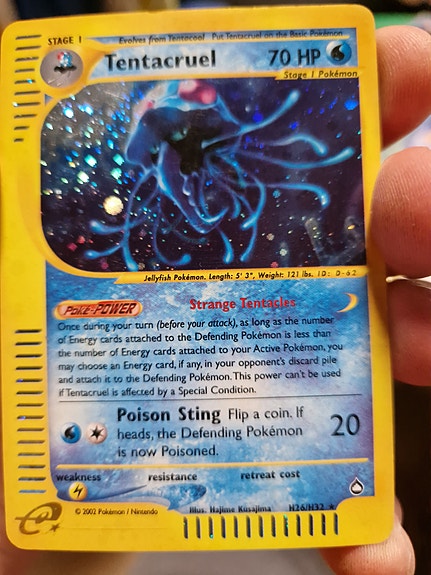 STAGE 1 Evolves from Tentacool Put Tentacruel on the Basic Pokémon
Tentacruel 70 HP
Stage 1 Pokémon
Jellyfish Pokémon. Length: 5' 3", Weight: 121 lbs. ID: D-62
POKé-POWER Strange Tentacles
Once during your turn (before your attack), as long as the number
of Energy cards attached to the Defending Pokémon is less than
the number of Energy cards attached to your Active Pokémon, you
may choose an Energy card, if any, in your opponent's discard pile
and attach it to the Defending Pokémon. This power can't be used
if Tentacruel is affected by a Special Condition.
Poison Sting Flip a coin. If
heads, the Defending Pokémon 20
is now Poisoned.
weakness resistance retreat cost
e © 2002 Pokémon / Nintendo Illus. Hajime Kusajima H26/H32 ★